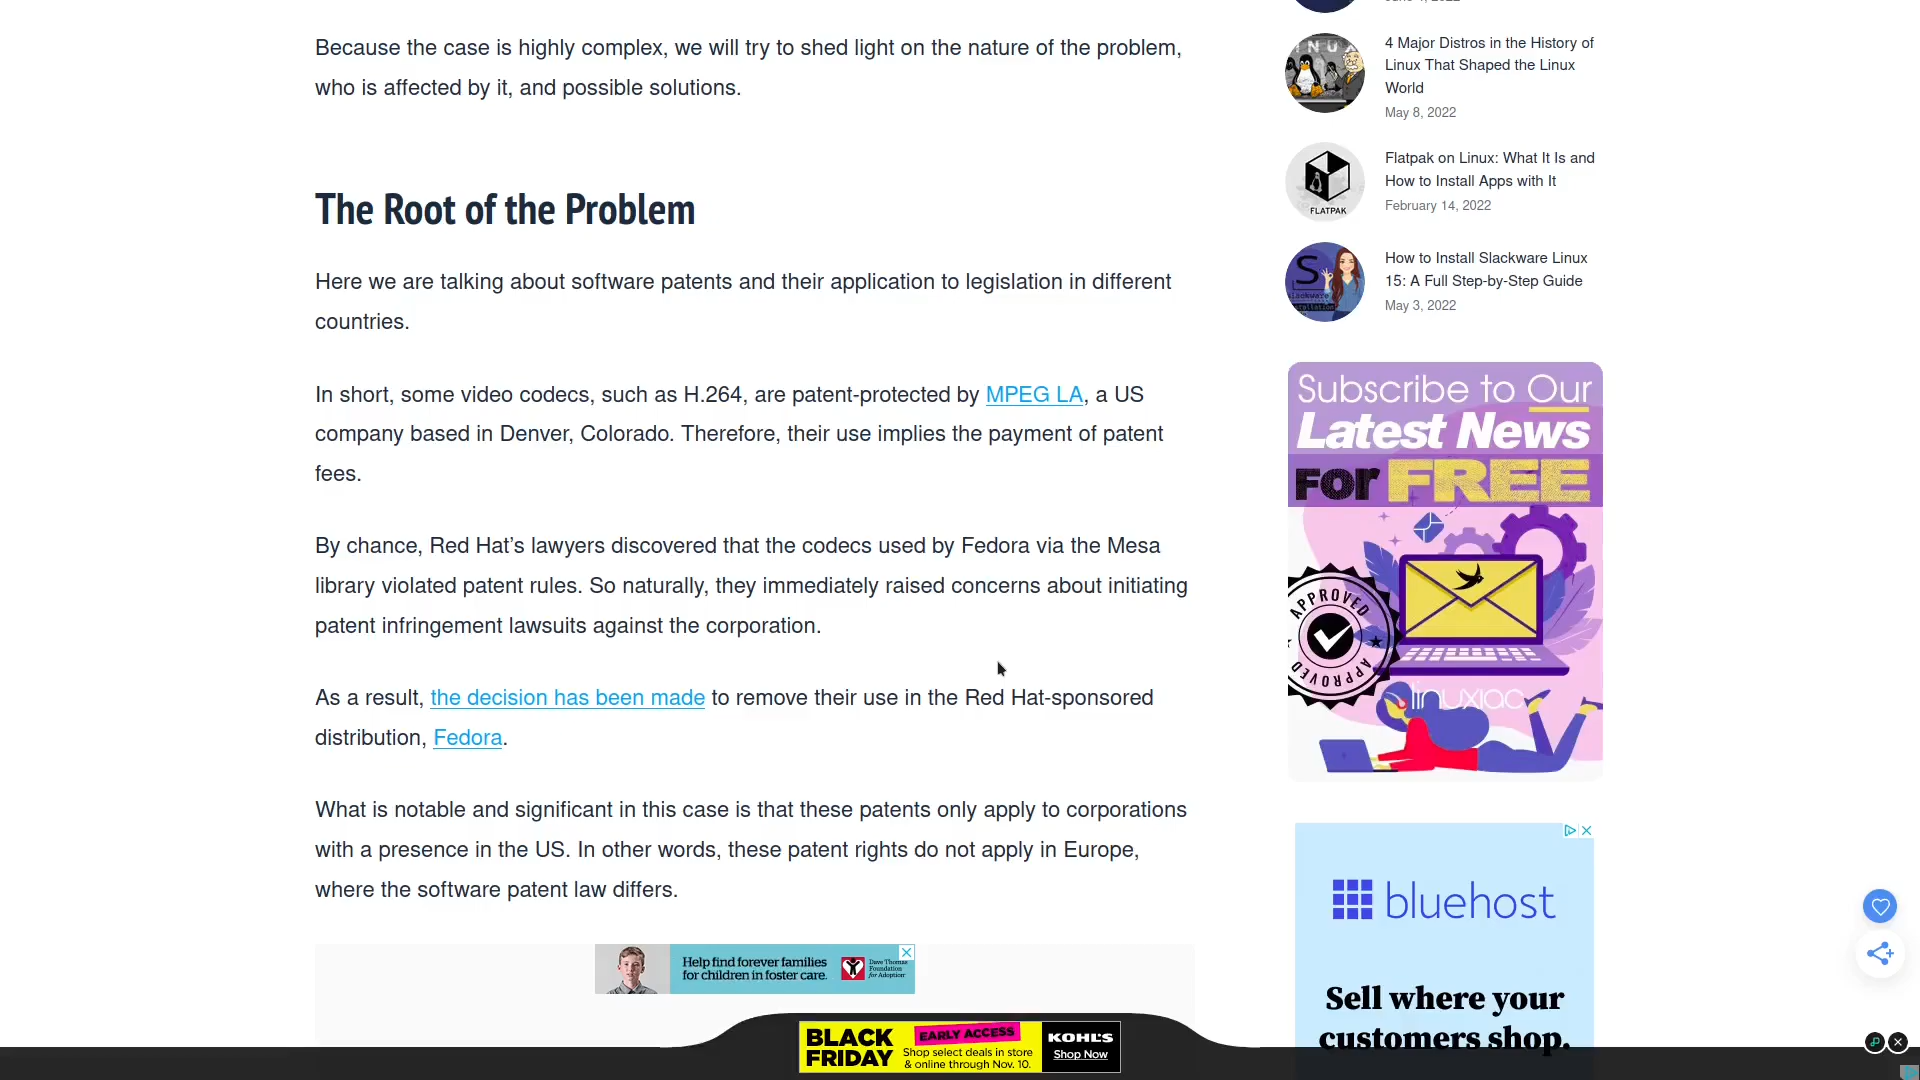 Because the case is highly complex, we will try to shed light on the nature of the problem,
who is affected by it, and possible solutions.
The Root of the Problem
Here we are talking about software patents and their application to legislation in different
countries.
In short, some video codecs, such as H.264, are patent-protected by MPEG LA, a US
company based in Denver, Colorado. Therefore, their use implies the payment of patent
fees.
By chance, Red Hat’s lawyers discovered that the codecs used by Fedora via the Mesa
library violated patent rules. So naturally, they immediately raised concerns about initiating
patent infringement lawsuits against the corporation.
As a result, the decision has been made to remove their use in the Red Hat-sponsored
distribution, Fedora.
What is notable and significant in this case is that these patents only apply to corporations
with a presence in the US. In other words, these patent rights do not apply in Europe,
where the software patent law differs.
Help find forever families
for children in foster care.
Dave Thomas
Foundation
for Adoption
4 Major Distros in the History of
Linux That Shaped the Linux
World
May 8, 2022
FLATPAK
Flatpak on Linux: What It Is and
How to Install Apps with It
February 14, 2022
S
slackware
How to Install Slackware Linux
15: A Full Step-by-Step Guide
May 3, 2022
Subscribe to Our
Latest News
FOR FREE
APPROVED
APPROVED
linuxiac
bluehost
Sell where your
customers shop.
BLACK
FRIDAY
EARLY ACCESS
Shop select deals in store
& online through Nov. 10.
KOHL'S
Shop Now